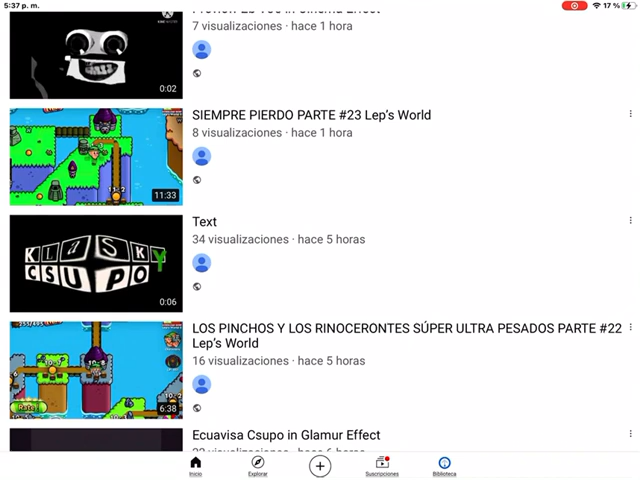 5:37 p. m.
17 %
7 visualizaciones · hace 1 hora
0:02
SIEMPRE PIERDO PARTE #23 Lep's World
8 visualizaciones · hace 1 hora
11-2
11:33
Text
34 visualizaciones · hace 5 horas
KLASKY
CSUPO
0:06
LOS PINCHOS Y LOS RINOCERONTES SÚPER ULTRA PESADOS PARTE #22
Lep's World
16 visualizaciones · hace 5 horas
6:38
Ecuavisa Csupo in Glamur Effect
Inicio
Explorar
Suscripciones
Biblioteca